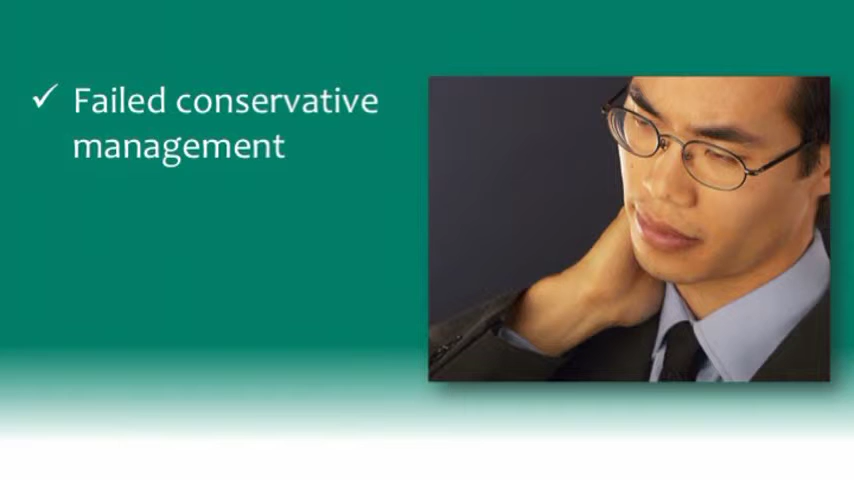 ✓ Failed conservative
management